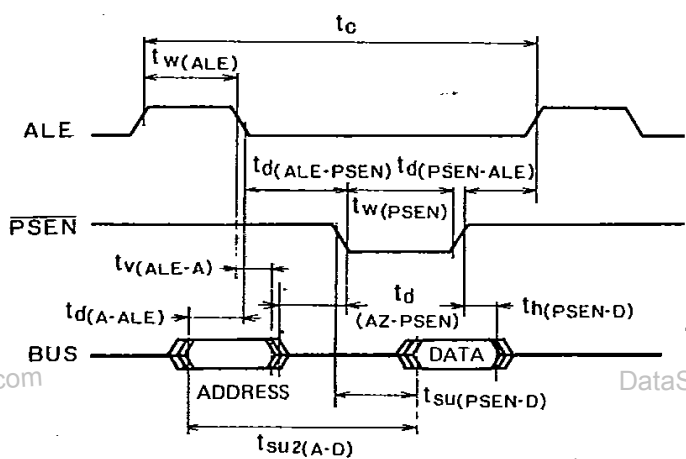 tc
tw(ALE)
ALE
td(ALE-PSEN) td(PSEN-ALE)
tw(PSEN)
PSEN
tv(ALE-A)
td(A-ALE)
td
(AZ-PSEN)
th(PSEN-D)
BUS
DATA
com
ADDRESS
DataS
tsu(PSEN-D)
tsu2(A-D)